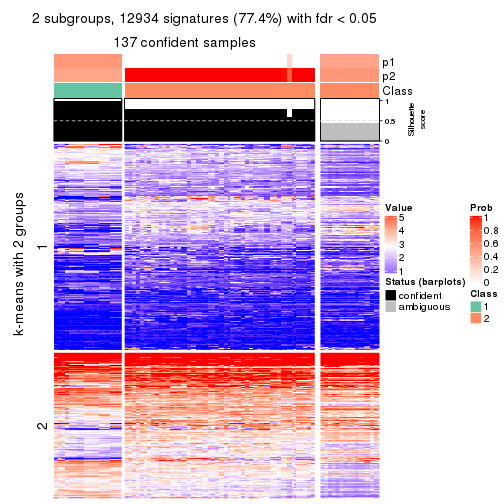 2 subgroups, 12934 signatures (77.4%) with fdr < 0.05
137 confident samples
p1
p2
Class
1
0.5
0
Silhouette
score
k-means with 2 groups
1
2
Value
5
4
3
2
1
Status (barplots)
confident
ambiguous
Prob
1
0.8
0.6
0.4
0.2
0
Class
1
2